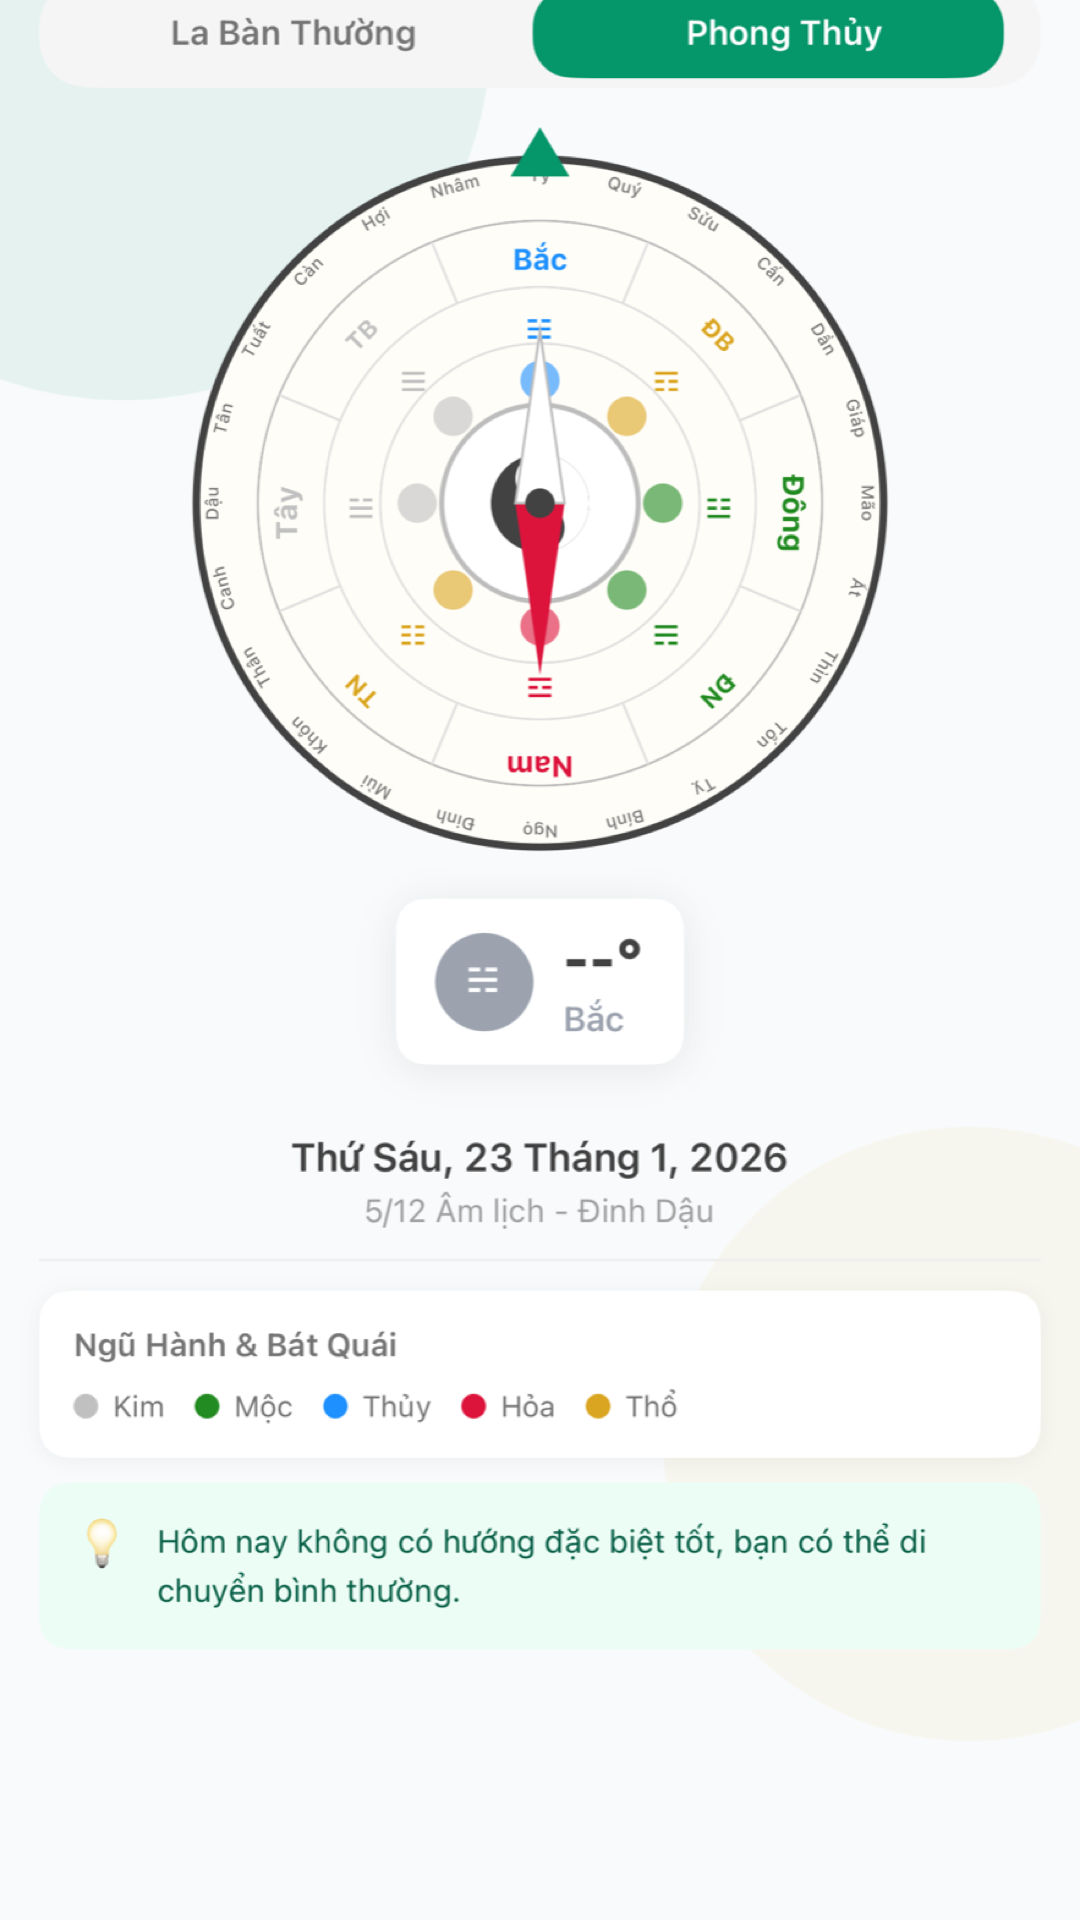 La Bàn Thường
Phong Thủy
Nhâm
Quý
Hợi
Sửu
Càn
Cấn
Tuất
Dần
Tân
Giáp
Dậu
Mão
Canh
Ất
Thân
Thìn
Khôn
Tốn
Mùi
Tỵ
Đinh
Ngọ
Bính
Bắc
TB
ĐB
Tây
Đông
TN
ĐN
Nam
☵
☰
☶
☱
☳
☷
☴
☲
☵
--°
Bắc
Thứ Sáu, 23 Tháng 1, 2026
5/12 Âm lịch - Đinh Dậu
Ngũ Hành & Bát Quái
Kim Mộc Thủy Hỏa Thổ
Hôm nay không có hướng đặc biệt tốt, bạn có thể di
chuyển bình thường.